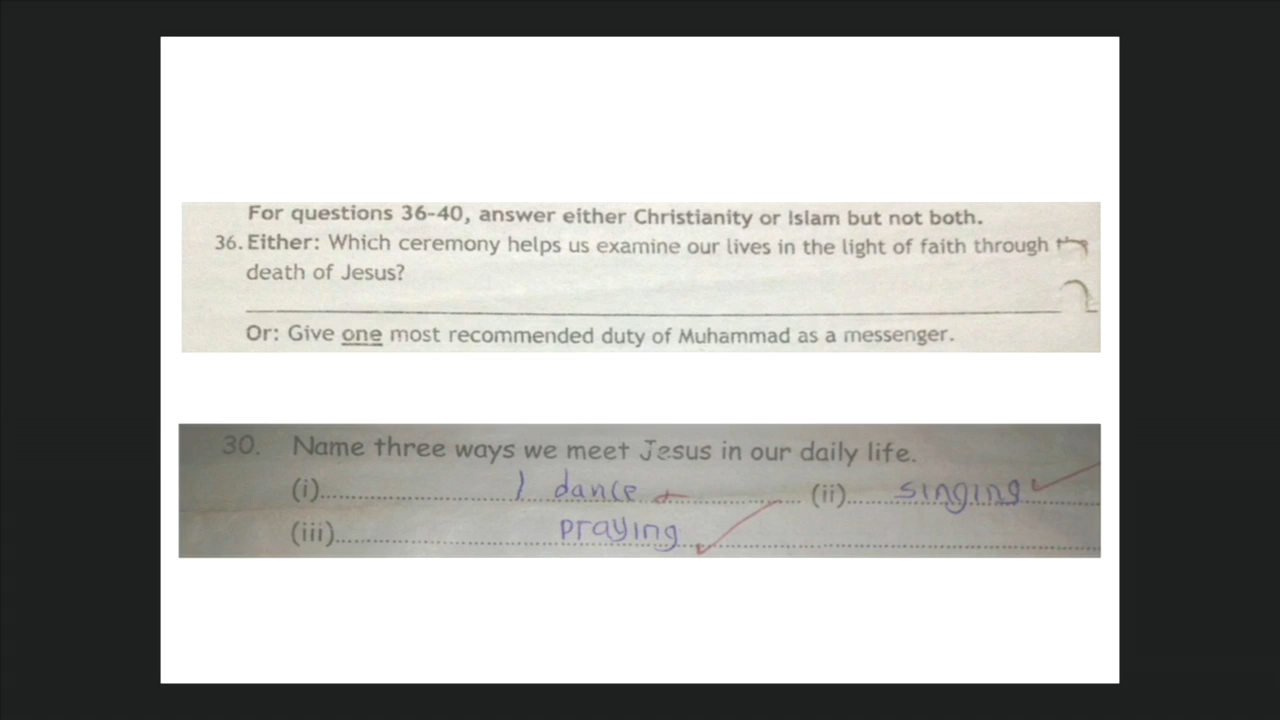 For questions 36-40, answer either Christianity or Islam but not both.
36. Either: Which ceremony helps us examine our lives in the light of faith through
death of Jesus?
Or: Give one most recommended duty of Muhammad as a messenger.
30. Name three ways we meet Jesus in our daily life.
(i)........................ I dance ................ (ii)..... singing ........
(iii)........................ praying ................................